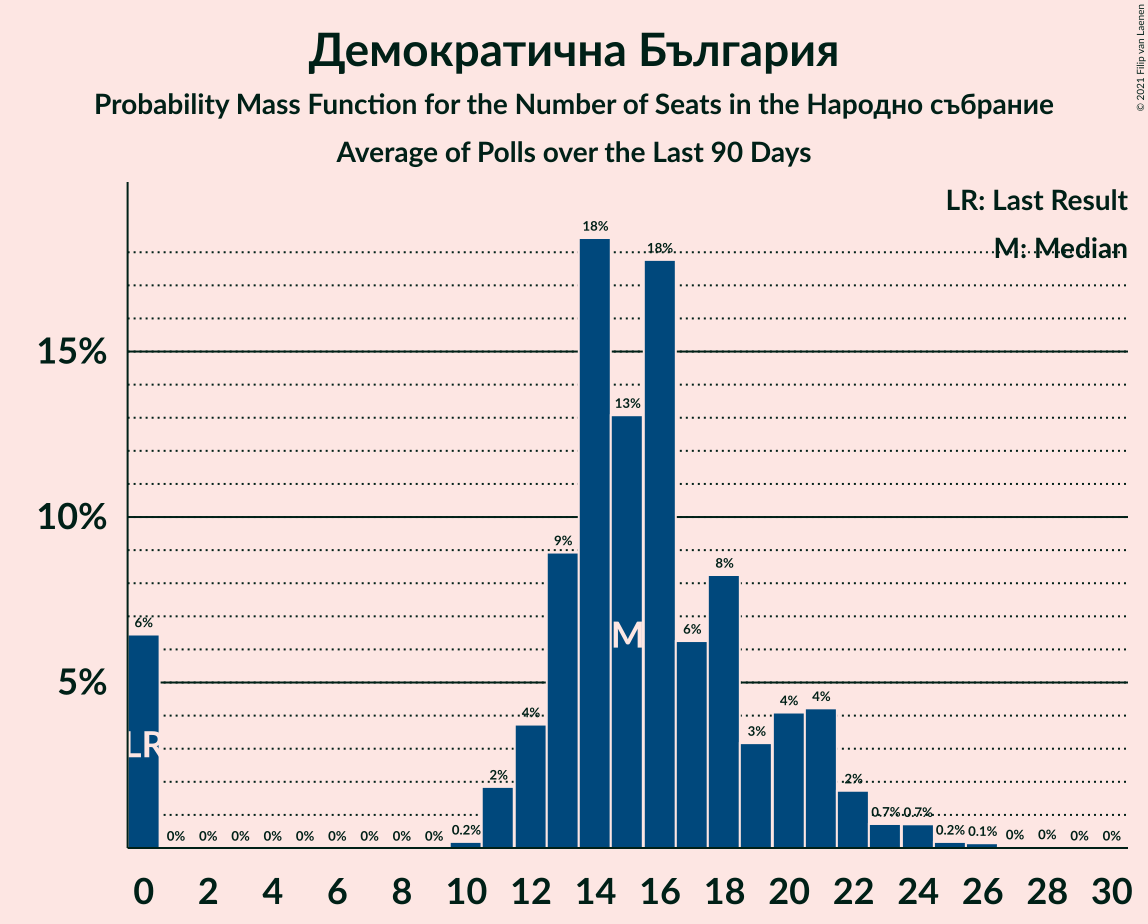 Демократична България
Probability Mass Function for the Number of Seats in the Народно събрание
Average of Polls over the Last 90 Days
© 2021 Filip van Laenen
LR: Last Result
M: Median
15%
10%
5%
6% 0% 0% 0% 0% 0% 0% 0% 0% 0% 0.2% 2% 4% 9% 18% 13% 18% 6% 8% 3% 4% 4% 2% 0.7% 0.7% 0.2% 0.1% 0% 0% 0% 0%
LR
M
0 2 4 6 8 10 12 14 16 18 20 22 24 26 28 30